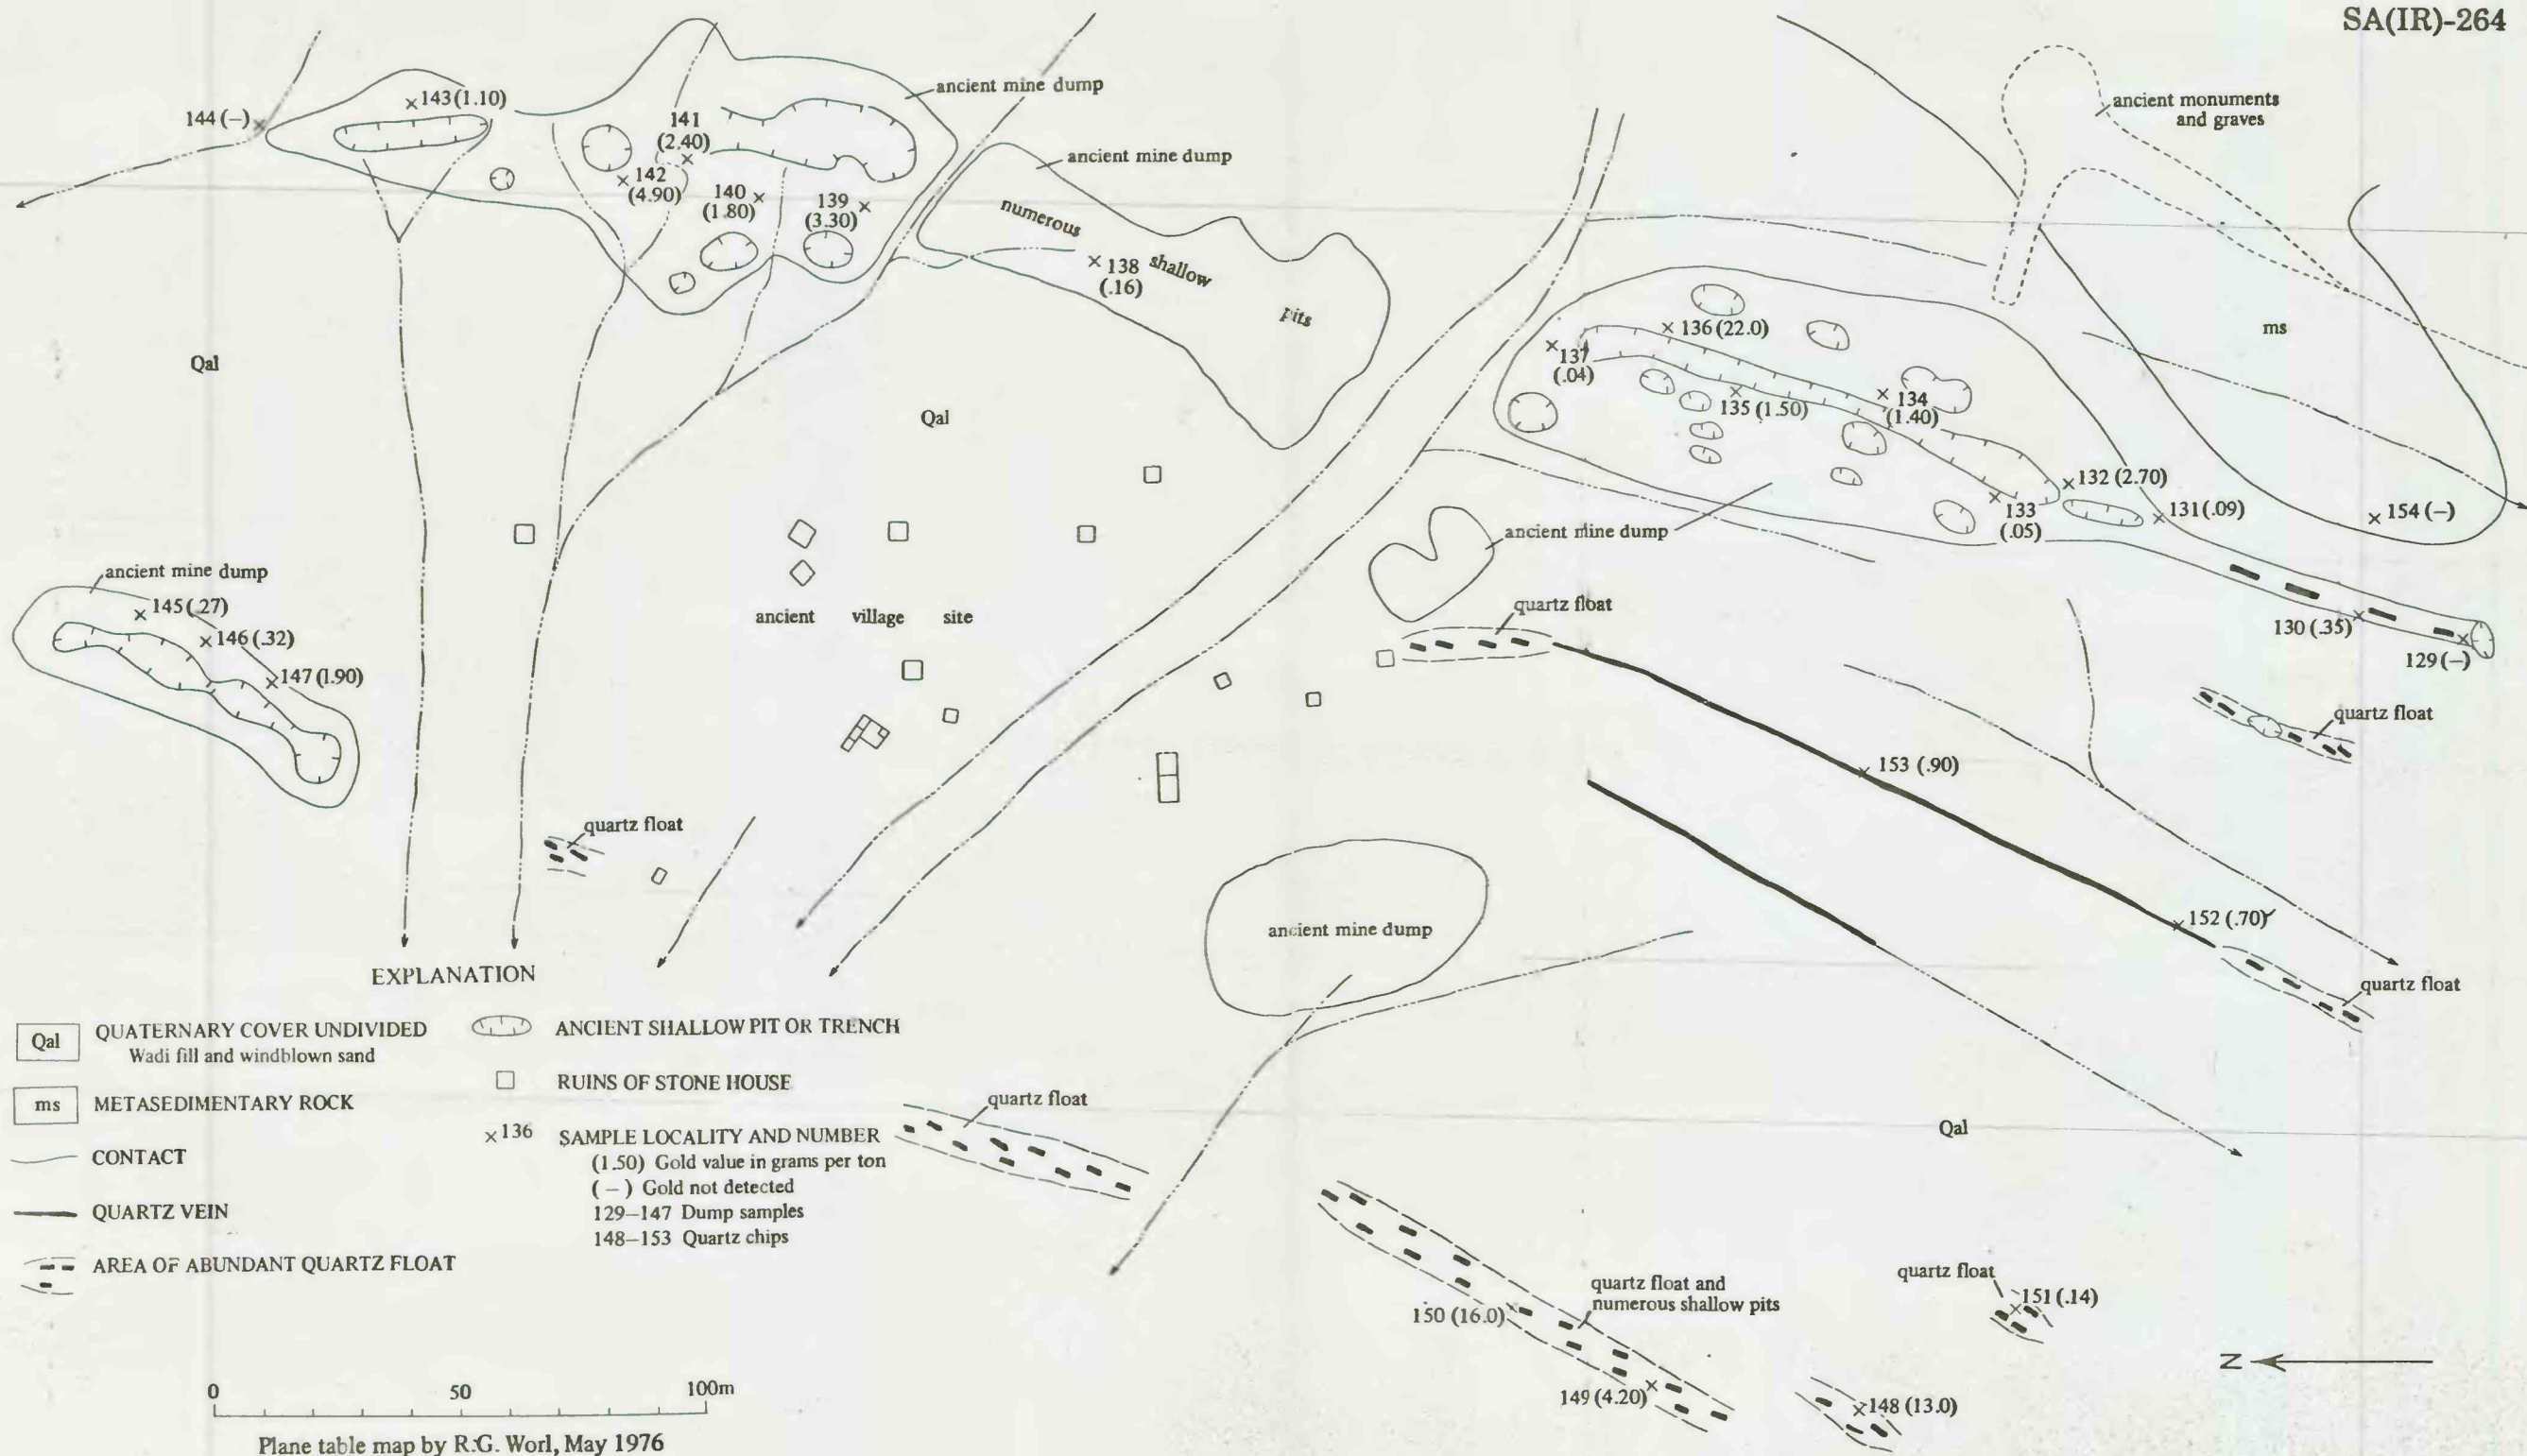 SA(IR)-264
ancient mine dump
ancient monuments
and graves
143 (1.10)
144 (–)
141
(2.40)
ancient mine dump
142
(4.90)
140
(1.80)
139
(3.30)
numerous
shallow
pits
138
(.16)
136 (22.0)
ms
137
(.04)
Qal
135 (1.50)
134
(1.40)
Qal
132 (2.70)
131 (.09)
154 (–)
133
(.05)
ancient mine dump
ancient mine dump
145 (.27)
146 (.32)
147 (1.90)
ancient village site
quartz float
130 (.35)
129 (–)
quartz float
153 (.90)
quartz float
152 (.70)
ancient mine dump
quartz float
EXPLANATION
Qal
QUATERNARY COVER UNDIVIDED
Wadi fill and windblown sand
ms
METASEDIMENTARY ROCK
CONTACT
QUARTZ VEIN
AREA OF ABUNDANT QUARTZ FLOAT
ANCIENT SHALLOW PIT OR TRENCH
RUINS OF STONE HOUSE
×136
SAMPLE LOCALITY AND NUMBER
(1.50) Gold value in grams per ton
(–) Gold not detected
129–147 Dump samples
148–153 Quartz chips
quartz float
Qal
quartz float and
numerous shallow pits
150 (16.0)
149 (4.20)
quartz float
151 (.14)
148 (13.0)
N
0 50 100m
Plane table map by R.G. Worl, May 1976